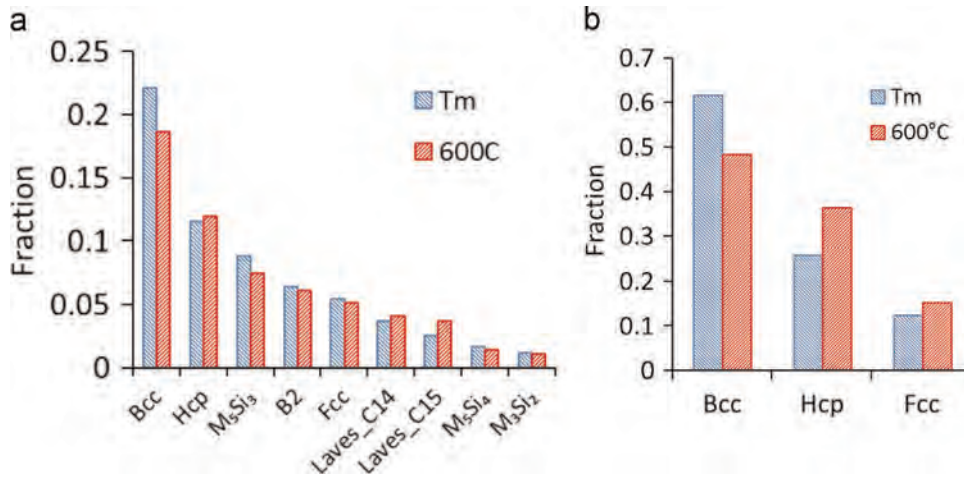 a
Fraction
0.25
0.2
0.15
0.1
0.05
0
Tm
600C
Bcc
Hcp
M₅Si₃
B2
Fcc
Laves_C14
Laves_C15
M₅Si₄
M₃Si₂
b
Fraction
0.7
0.6
0.5
0.4
0.3
0.2
0.1
0
Tm
600°C
Bcc
Hcp
Fcc